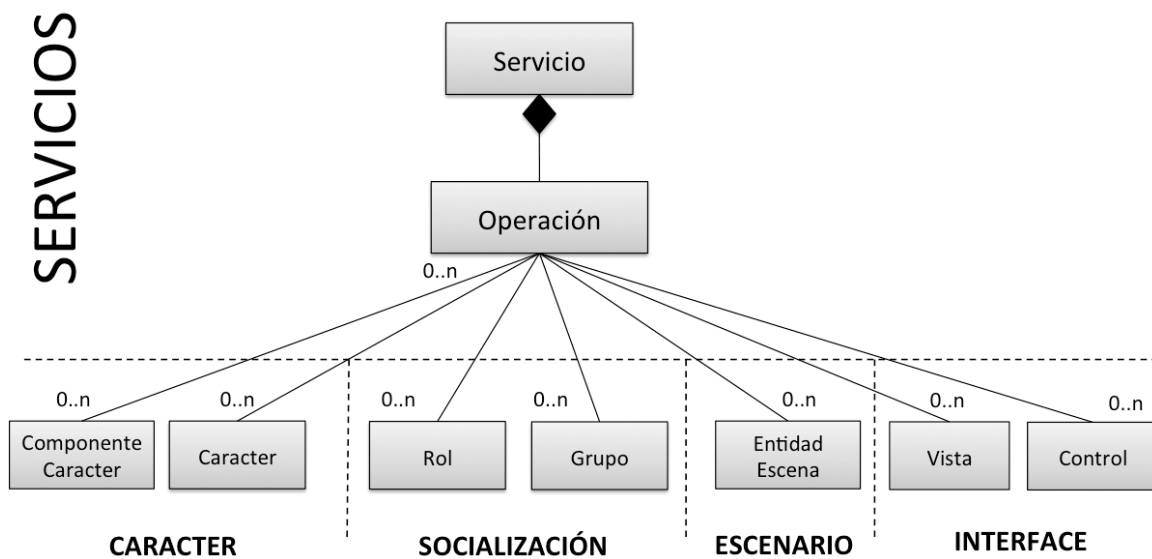 SERVICIOS
Servicio
Operación
0..n
0..n
0..n
0..n
0..n
0..n
0..n
0..n
Componente
Caracter
Caracter
Rol
Grupo
Entidad
Escena
Vista
Control
CARACTER
SOCIALIZACIÓN
ESCENARIO
INTERFACE